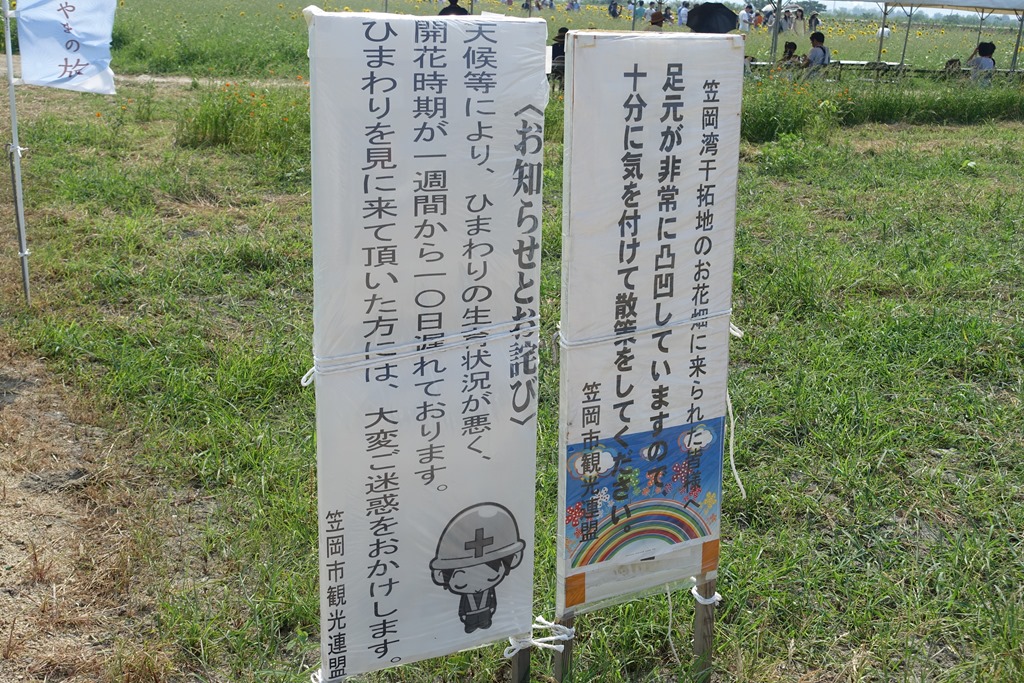 笠岡湾干拓地のお花畑に来られた皆様へ
足元が非常に凸凹していますので、
十分に気を付けて散策をしてください。
笠岡市観光連盟
〈お知らせとお詫び〉
天候等により、ひまわりの生育状況が悪く、
開花時期が一週間から一〇日遅れております。
ひまわりを見に来て頂いた方には、大変ご迷惑をおかけします。
笠岡市観光連盟
やきの放